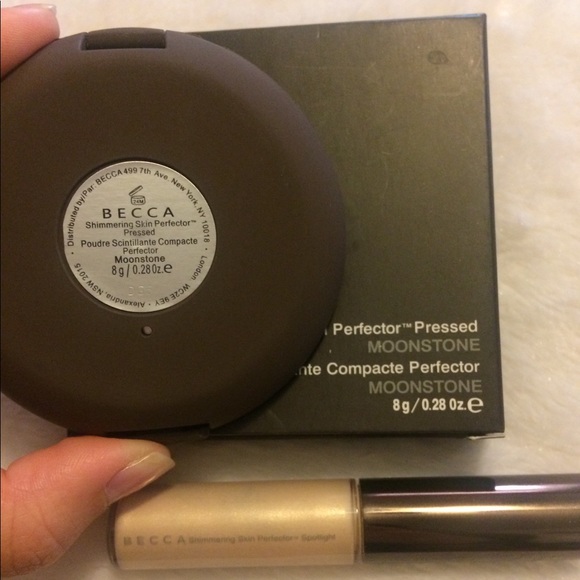 24M
BECCA
Shimmering Skin Perfector™
Pressed
Poudre Scintillante Compacte
Perfector
Moonstone
8 g / 0.28 Oz. e
Distributed by/Par: BECCA 499 7th Ave. New York, NY 10018 • London WC2E 9EY • Alexandria, NSW 2015 •
Perfector™ Pressed
MOONSTONE
nte Compacte Perfector
MOONSTONE
8 g / 0.28 Oz. e
BECCA Shimmering Skin Perfector™ Spotlight